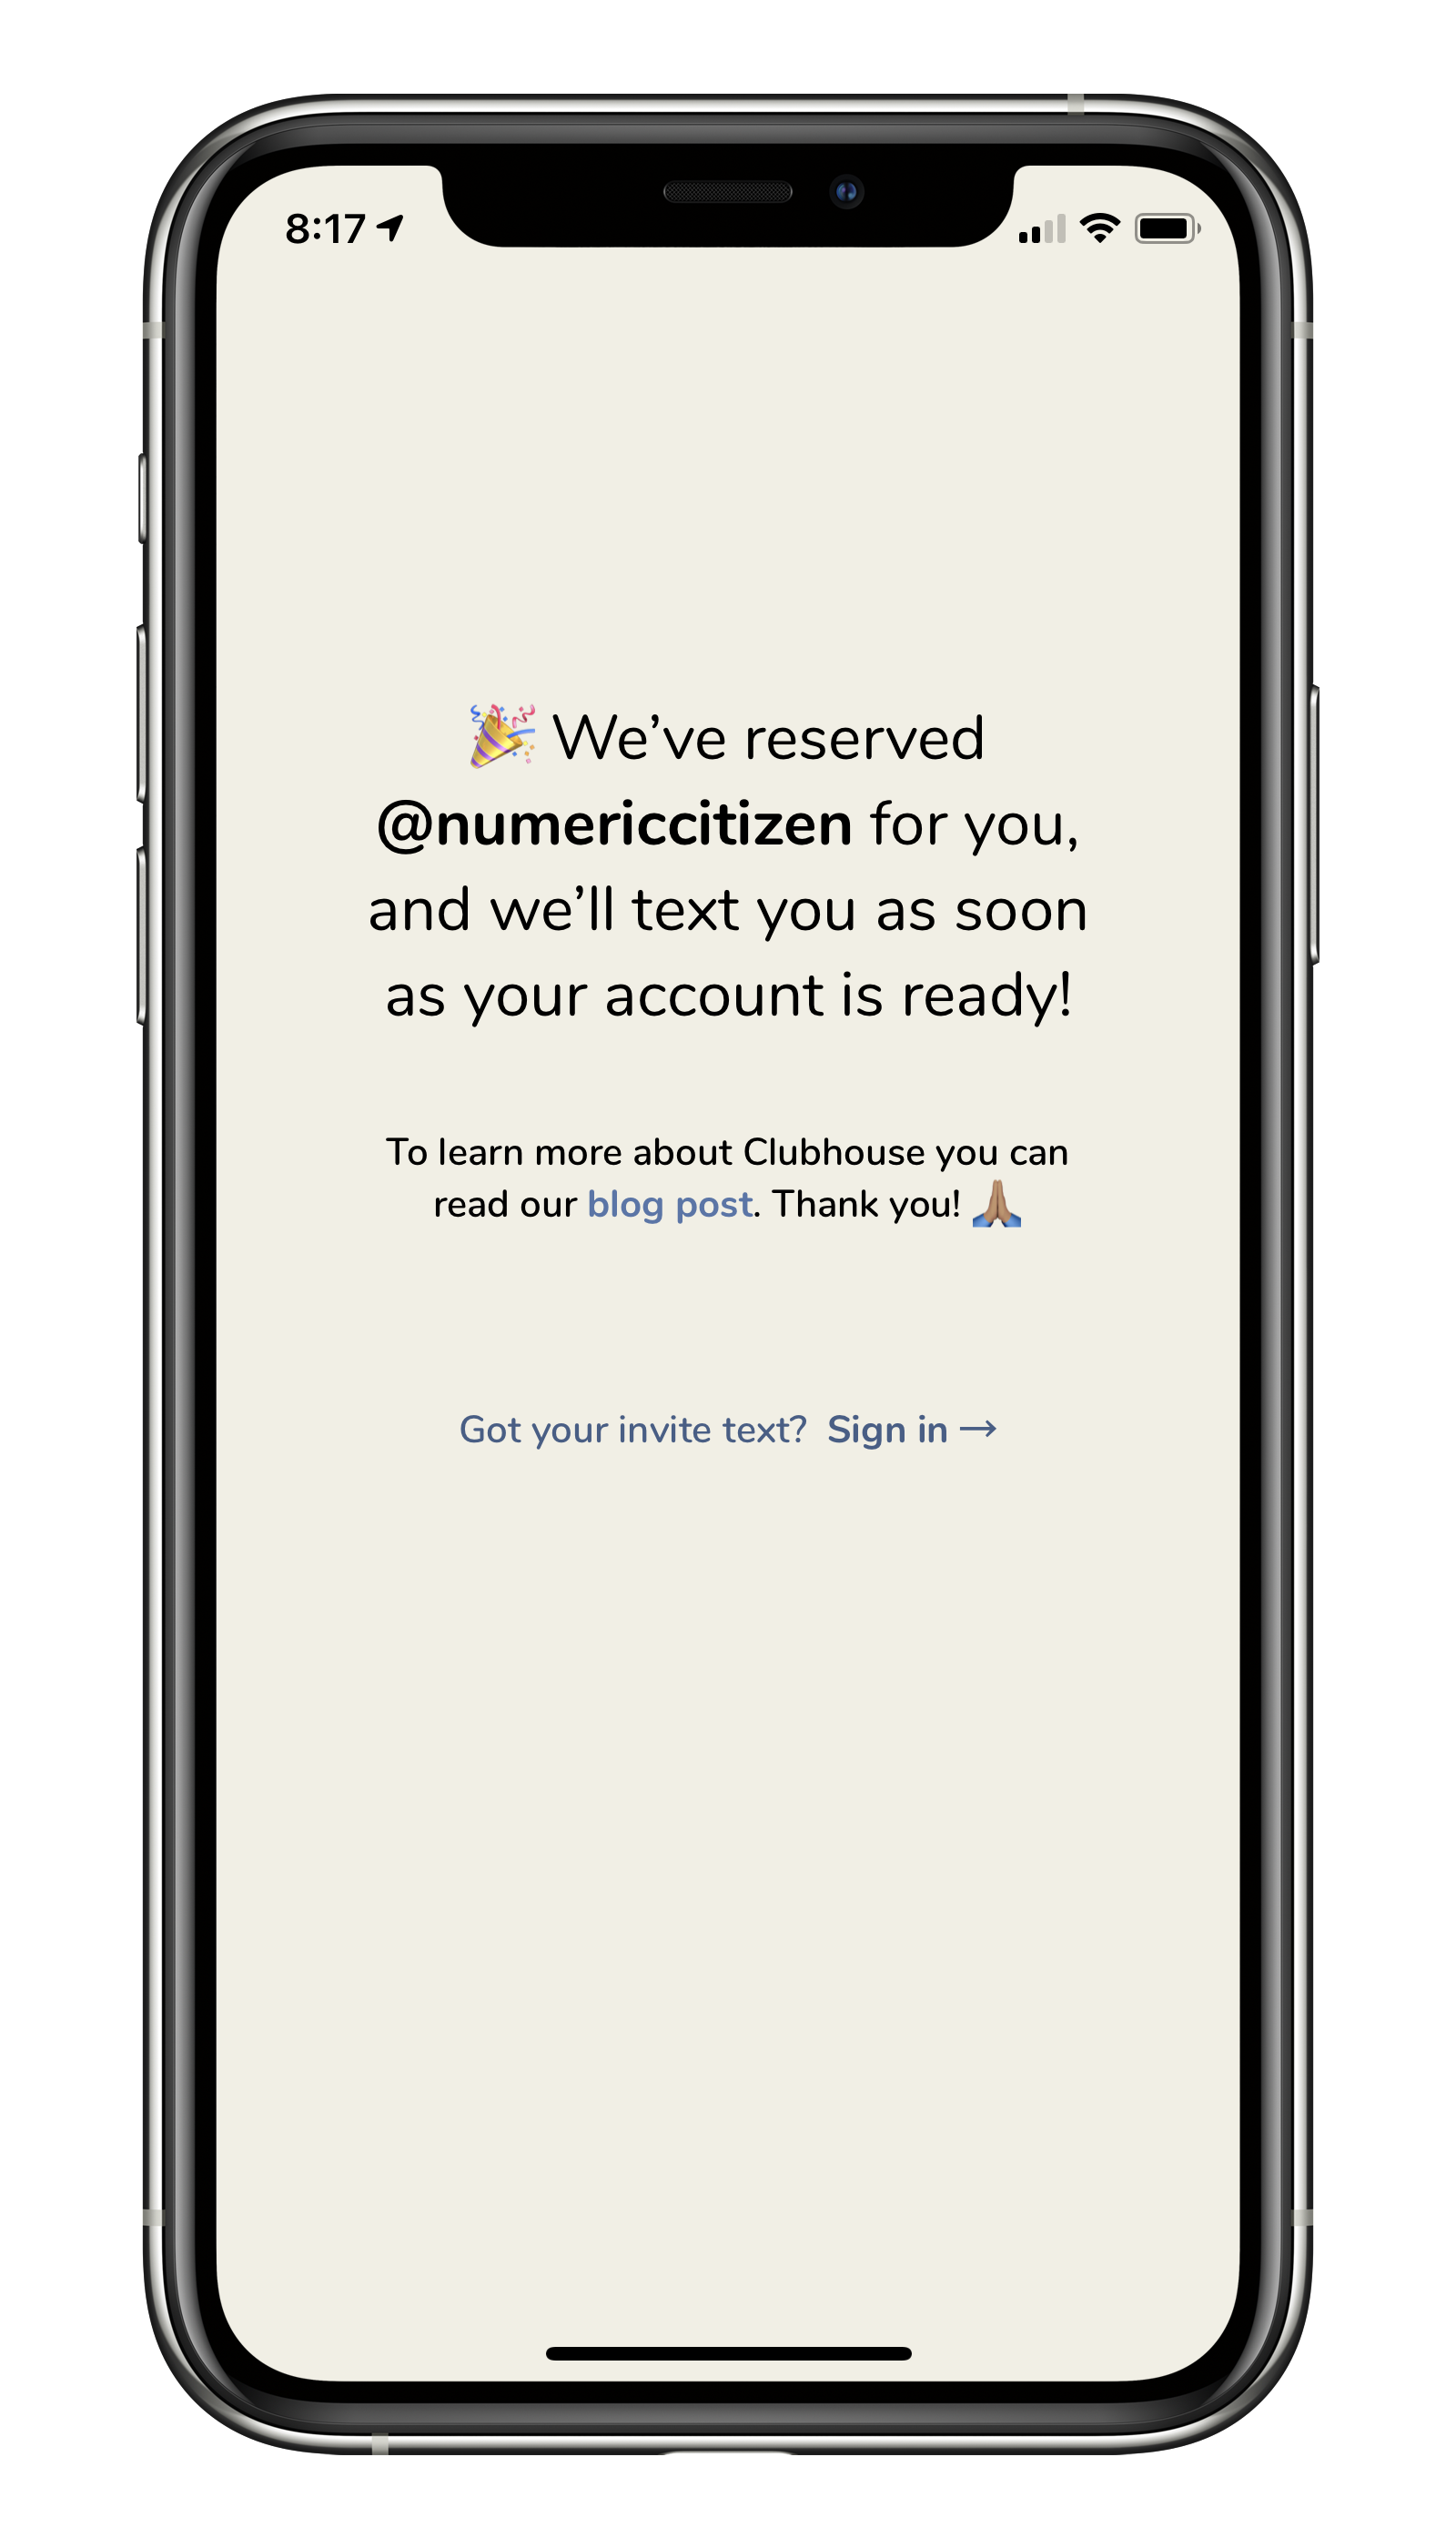 8:17
🎉 We’ve reserved
@numericcitizen for you,
and we’ll text you as soon
as your account is ready!
To learn more about Clubhouse you can
read our blog post. Thank you! 🙏🏽
Got your invite text? Sign in →